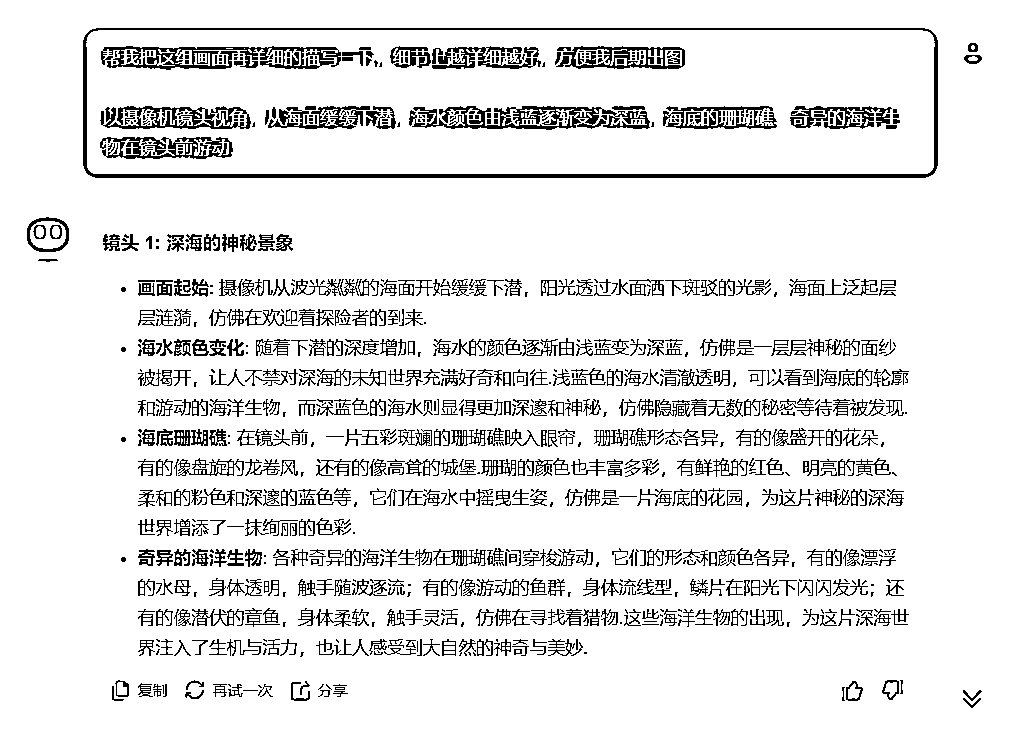 帮我把这组画面再详细的描写一下,, 细节上越详细越好, 方便我后期出图
以摄像机镜头视角, 从海面缓缓下潜, 海水颜色由浅蓝逐渐变为深蓝, 海底的珊瑚礁 奇异的海洋生
物在镜头前游动
镜头 1: 深海的神秘景象
• 画面起始: 摄像机从波光粼粼的海面开始缓缓下潜，阳光透过水面洒下斑驳的光影，海面上泛起层
层涟漪，仿佛在欢迎着探险者的到来.
• 海水颜色变化: 随着下潜的深度增加，海水的颜色逐渐由浅蓝变为深蓝，仿佛是一层层神秘的面纱
被揭开，让人不禁对深海的未知世界充满好奇和向往.浅蓝色的海水清澈透明，可以看到海底的轮廓
和游动的海洋生物，而深蓝色的海水则显得更加深邃和神秘，仿佛隐藏着无数的秘密等待着被发现.
• 海底珊瑚礁: 在镜头前，一片五彩斑斓的珊瑚礁映入眼帘，珊瑚礁形态各异，有的像盛开的花朵，
有的像盘旋的龙卷风，还有的像高耸的城堡.珊瑚的颜色也丰富多彩，有鲜艳的红色、明亮的黄色、
柔和的粉色和深邃的蓝色等，它们在海水中摇曳生姿，仿佛是一片海底的花园，为这片神秘的深海
世界增添了一抹绚丽的色彩.
• 奇异的海洋生物: 各种奇异的海洋生物在珊瑚礁间穿梭游动，它们的形态和颜色各异，有的像漂浮
的水母，身体透明，触手随波逐流；有的像游动的鱼群，身体流线型，鳞片在阳光下闪闪发光；还
有的像潜伏的章鱼，身体柔软，触手灵活，仿佛在寻找着猎物.这些海洋生物的出现，为这片深海世
界注入了生机与活力，也让人感受到大自然的神奇与美妙.
复制 再试一次 分享